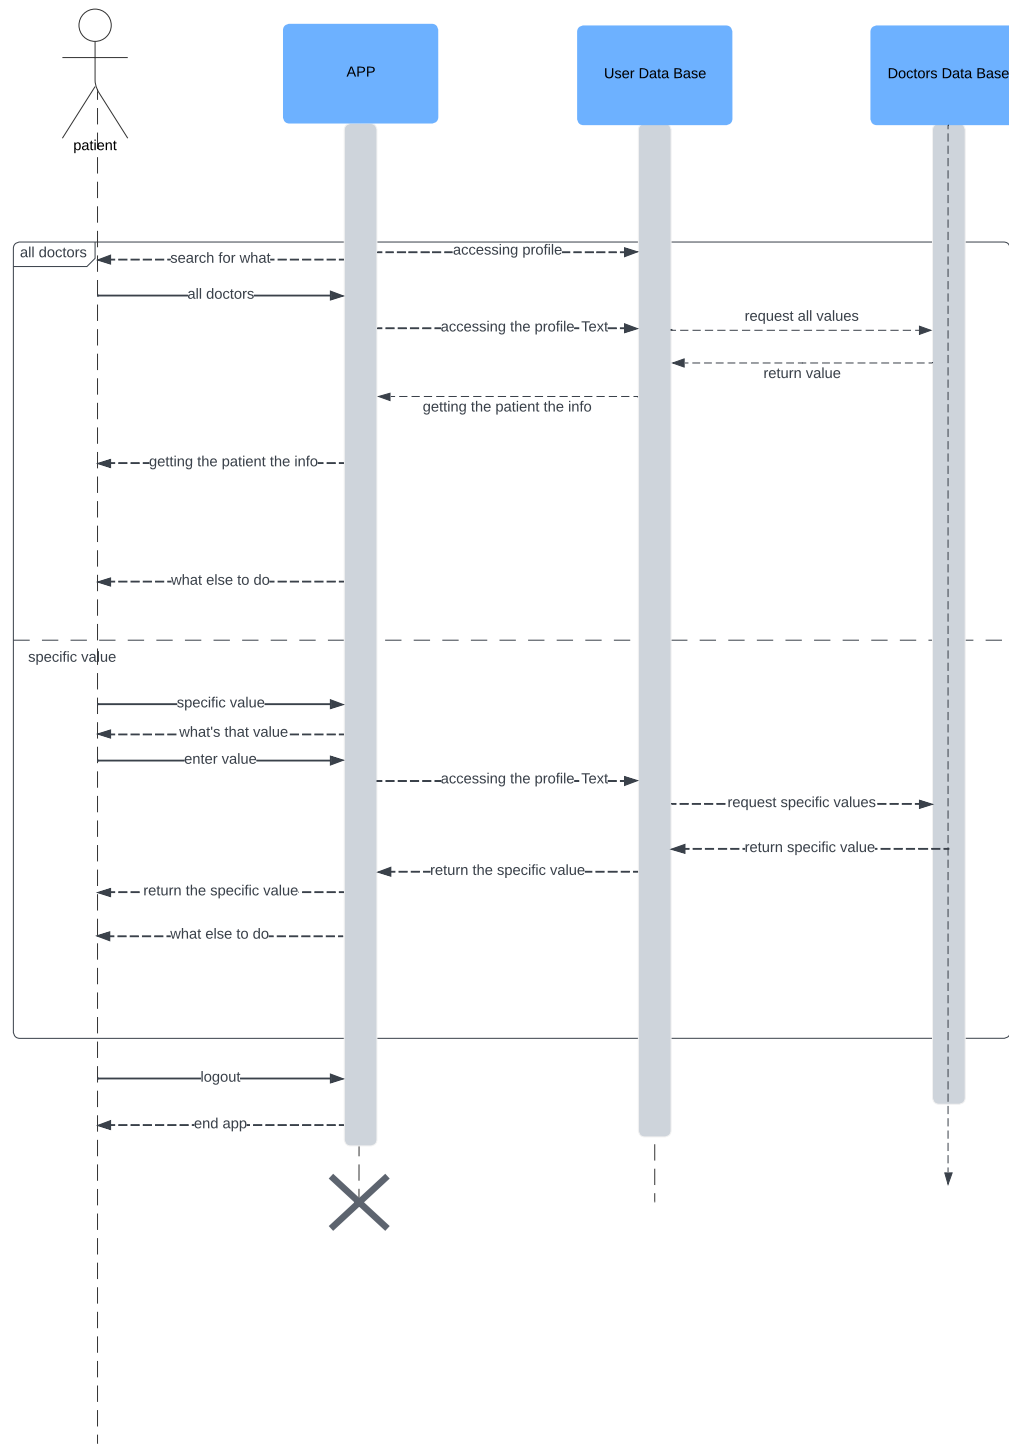 patient
APP
User Data Base
Doctors Data Base
all doctors
accessing profile
search for what
all doctors
request all values
accessing the profile Text
return value
getting the patient the info
getting the patient the info
what else to do
specific value
specific value
what's that value
enter value
accessing the profile Text
request specific values
return specific value
return the specific value
return the specific value
what else to do
logout
end app